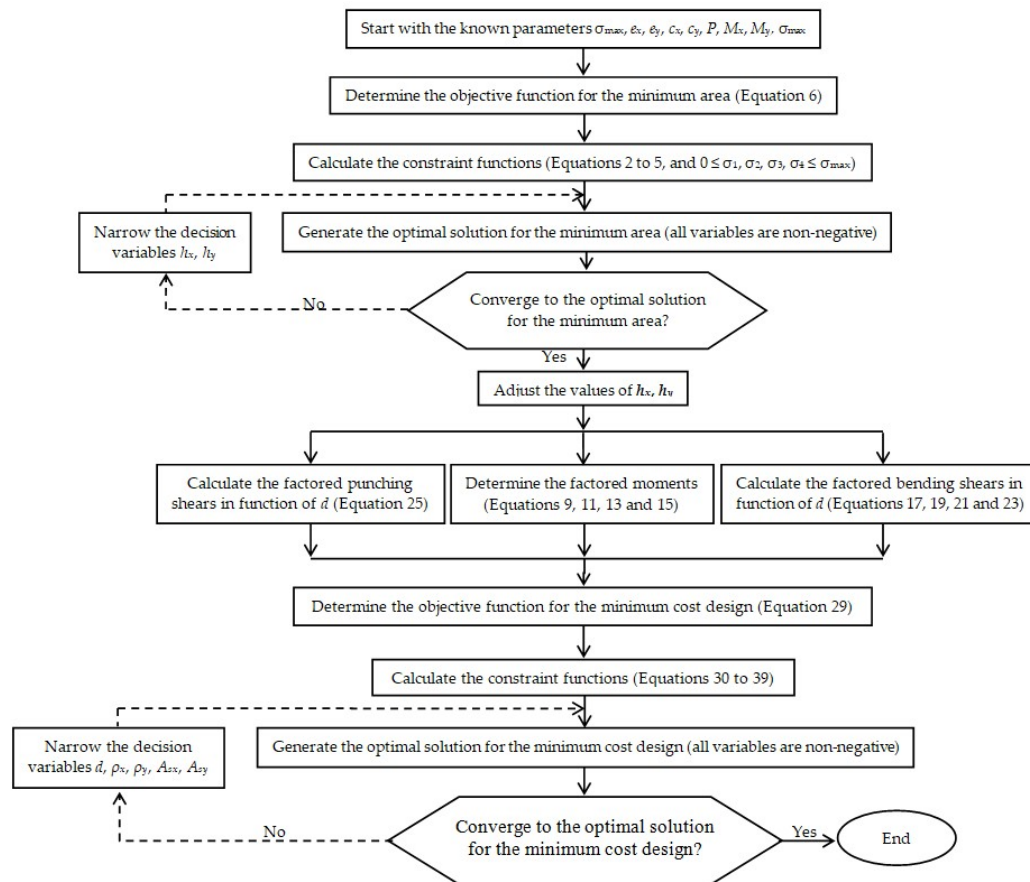 Start with the known parameters σmax, ex, ey, cx, cy, P, Mx, My, σmax
Determine the objective function for the minimum area (Equation 6)
Calculate the constraint functions (Equations 2 to 5, and 0 ≤ σ1, σ2, σ3, σ4 ≤ σmax)
Narrow the decision
variables hx, hy
Generate the optimal solution for the minimum area (all variables are non-negative)
No
Converge to the optimal solution
for the minimum area?
Yes
Adjust the values of hx, hy
Calculate the factored punching
shears in function of d (Equation 25)
Determine the factored moments
(Equations 9, 11, 13 and 15)
Calculate the factored bending shears in
function of d (Equations 17, 19, 21 and 23)
Determine the objective function for the minimum cost design (Equation 29)
Calculate the constraint functions (Equations 30 to 39)
Narrow the decision
variables d, ρx, ρy, Asx, Asy
Generate the optimal solution for the minimum cost design (all variables are non-negative)
No
Converge to the optimal solution
for the minimum cost design?
Yes
End